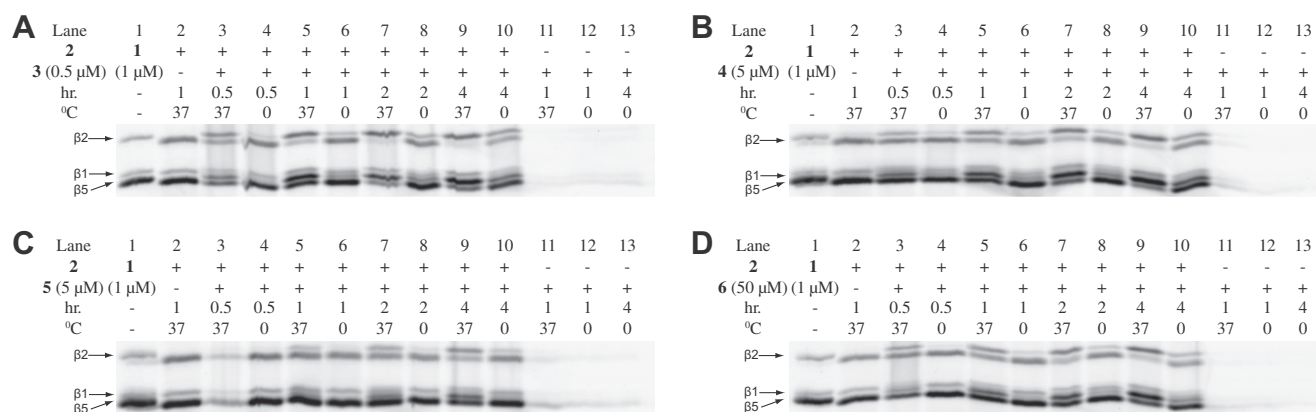 A Lane 1 2 3 4 5 6 7 8 9 10 11 12 13
2 1 + + + + + + + + + - - -
3 (0.5 μM) (1 μM) - + + + + + + + + + + +
hr. - 1 0.5 0.5 1 1 2 2 4 4 1 1 4
⁰C - 37 37 0 37 0 37 0 37 0 37 0 0
β2
β1
β5
B Lane 1 2 3 4 5 6 7 8 9 10 11 12 13
2 1 + + + + + + + + + - - -
4 (5 μM) (1 μM) - + + + + + + + + + + +
hr. - 1 0.5 0.5 1 1 2 2 4 4 1 1 4
⁰C - 37 37 0 37 0 37 0 37 0 37 0 0
β2
β1
β5
C Lane 1 2 3 4 5 6 7 8 9 10 11 12 13
2 1 + + + + + + + + + - - -
5 (5 μM) (1 μM) - + + + + + + + + + + +
hr. - 1 0.5 0.5 1 1 2 2 4 4 1 1 4
⁰C - 37 37 0 37 0 37 0 37 0 37 0 0
β2
β1
β5
D Lane 1 2 3 4 5 6 7 8 9 10 11 12 13
2 1 + + + + + + + + + - - -
6 (50 μM) (1 μM) - + + + + + + + + + + +
hr. - 1 0.5 0.5 1 1 2 2 4 4 1 1 4
⁰C - 37 37 0 37 0 37 0 37 0 37 0 0
β2
β1
β5